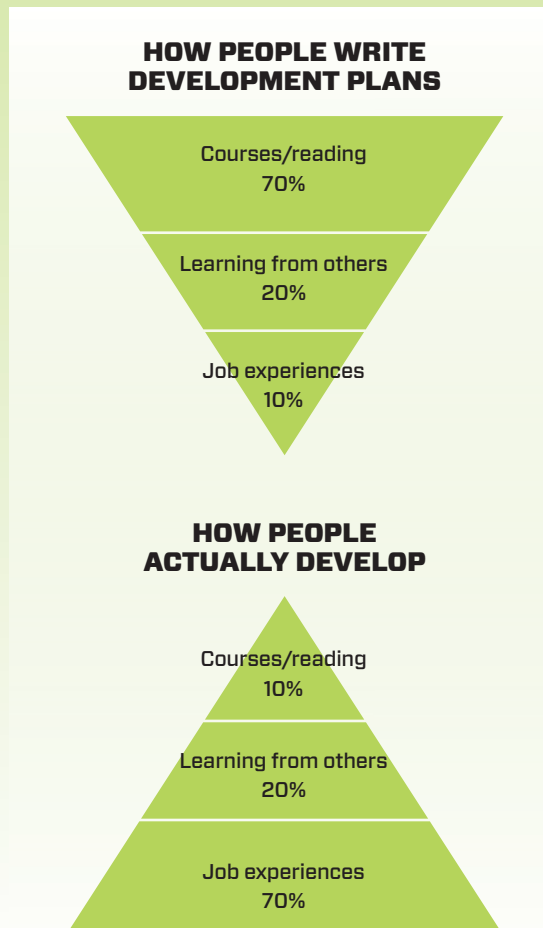 HOW PEOPLE WRITE
DEVELOPMENT PLANS
Courses/reading
70%
Learning from others
20%
Job experiences
10%
HOW PEOPLE
ACTUALLY DEVELOP
Courses/reading
10%
Learning from others
20%
Job experiences
70%